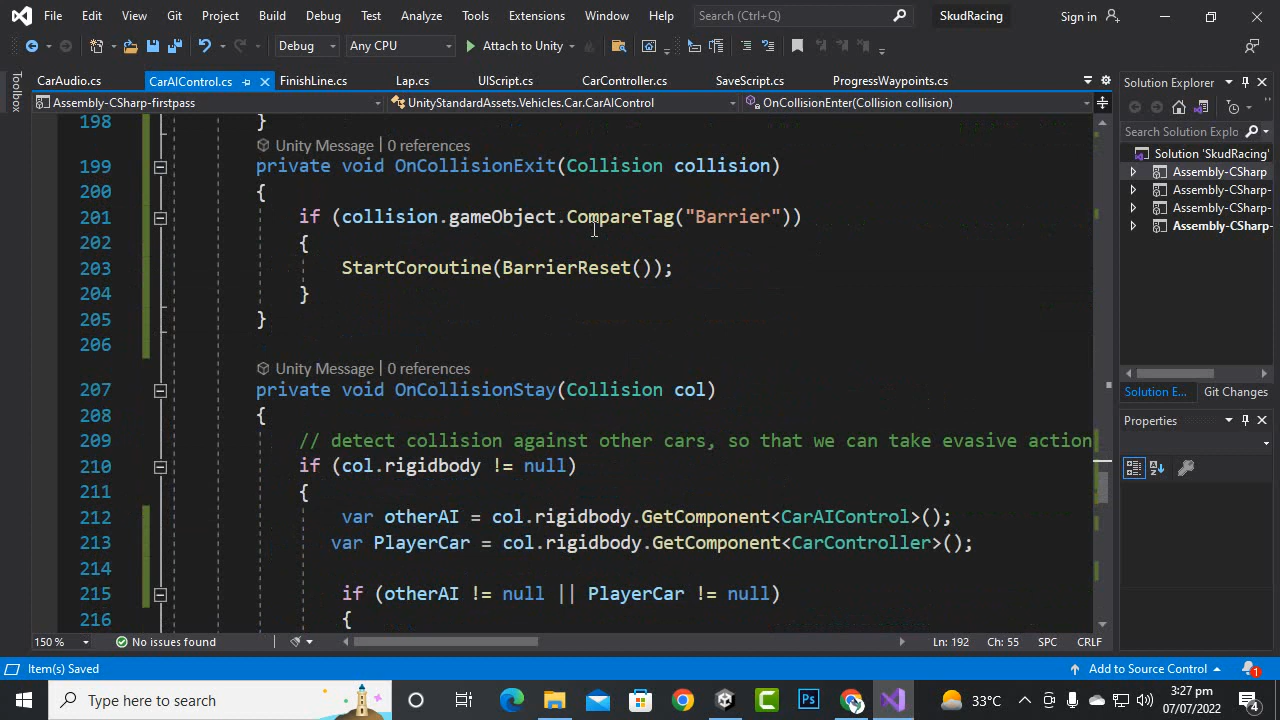 File Edit View Git Project Build Debug Test Analyze Tools Extensions Window Help Search (Ctrl+Q) SkudRacing Sign in
Debug Any CPU Attach to Unity
Toolbox
CarAudio.cs CarAIControl.cs FinishLine.cs Lap.cs UIScript.cs CarController.cs SaveScript.cs ProgressWaypoints.cs
Assembly-CSharp-firstpass UnityStandardAssets.Vehicles.Car.CarAIControl OnCollisionEnter(Collision collision)
198 }
Unity Message | 0 references
199 private void OnCollisionExit(Collision collision)
200 {
201 if (collision.gameObject.CompareTag("Barrier"))
202 {
203 StartCoroutine(BarrierReset());
204 }
205 }
206
Unity Message | 0 references
207 private void OnCollisionStay(Collision col)
208 {
209 // detect collision against other cars, so that we can take evasive action
210 if (col.rigidbody != null)
211 {
212 var otherAI = col.rigidbody.GetComponent<CarAIControl>();
213 var PlayerCar = col.rigidbody.GetComponent<CarController>();
214
215 if (otherAI != null || PlayerCar != null)
216 {
Solution Explorer
Search Solution Explo
Solution 'SkudRacing'
Assembly-CSharp
Assembly-CSharp
Assembly-CSharp
Assembly-CSharp-
Solution E... Git Changes
Properties
150 % No issues found Ln: 192 Ch: 55 SPC CRLF
Item(s) Saved Add to Source Control 1
Type here to search Ps 33°C 3:27 pm
07/07/2022 4